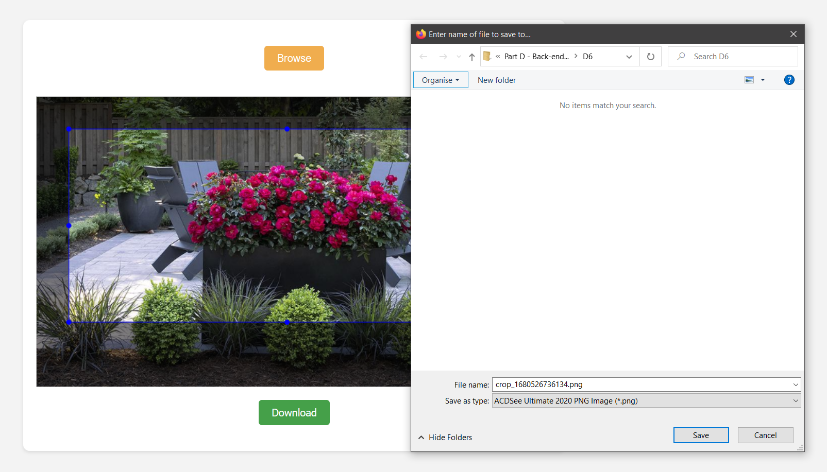 Browse
Download
Enter name of file to save to...
« Part D - Back-end... > D6
Search D6
Organise
New folder
?
No items match your search.
File name: crop_1680526736134.png
Save as type: ACDSee Ultimate 2020 PNG Image (*.png)
Hide Folders
Save
Cancel